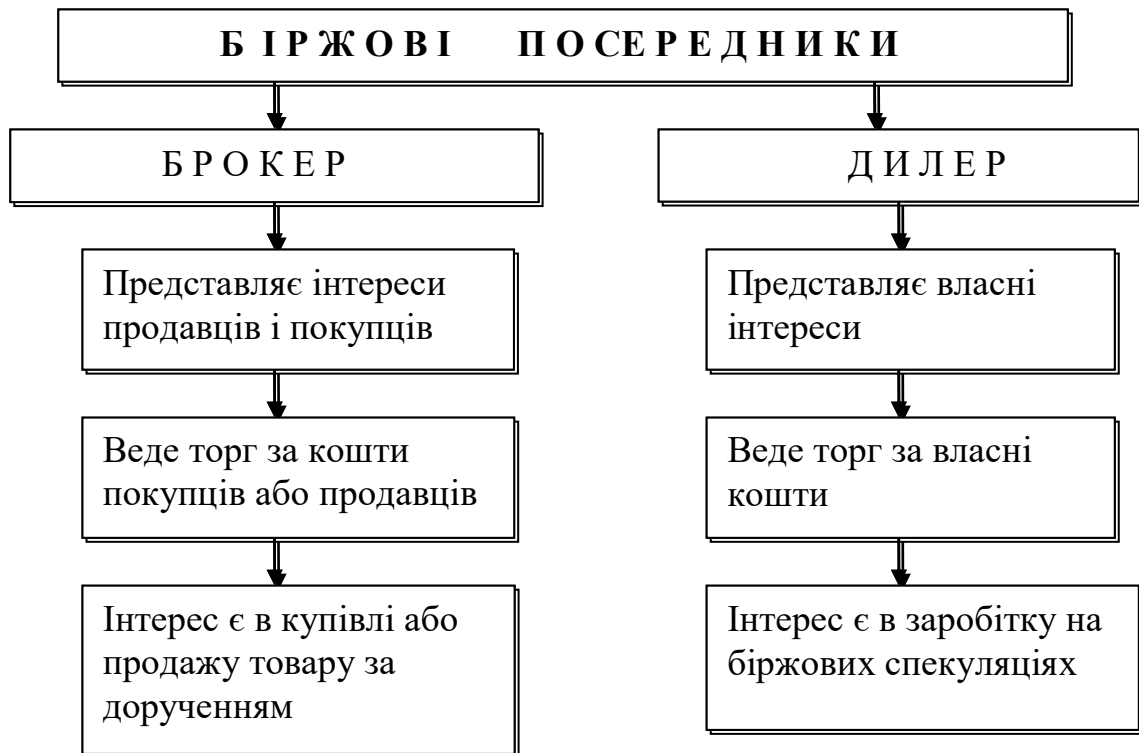 Б І Р Ж О В І П О С Е Р Е Д Н И К И
Б Р О К Е Р
Д И Л Е Р
Представляє інтереси
продавців і покупців
Представляє власні
інтереси
Веде торг за кошти
покупців або продавців
Веде торг за власні
кошти
Інтерес є в купівлі або
продажу товару за
дорученням
Інтерес є в заробітку на
біржових спекуляціях